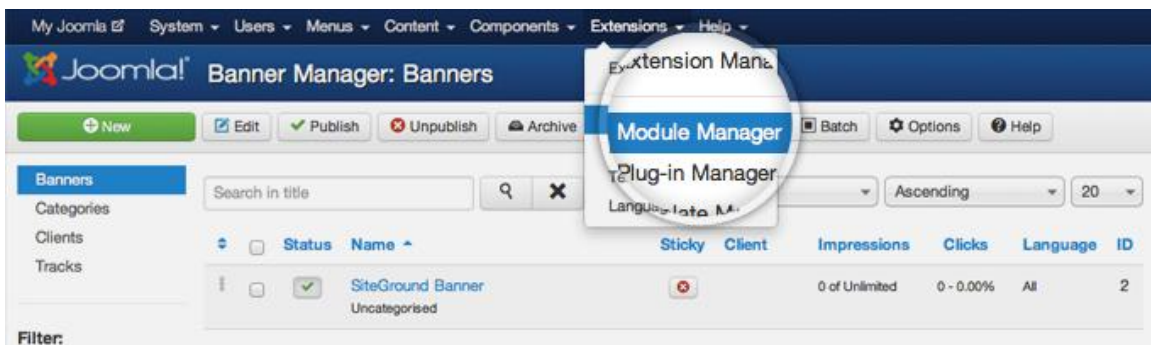 My Joomla System Users Menus Content Components Extensions Help
Joomla! Banner Manager: Banners
Extension Mana
New Edit Publish Unpublish Archive Module Manager Batch Options Help
Plug-in Manager
Banners Search in title Ascending 20
Categories
Clients Status Name Sticky Client Impressions Clicks Language ID
Tracks
SiteGround Banner 0 of Unlimited 0 - 0.00% All 2
Uncategorised
Filter: